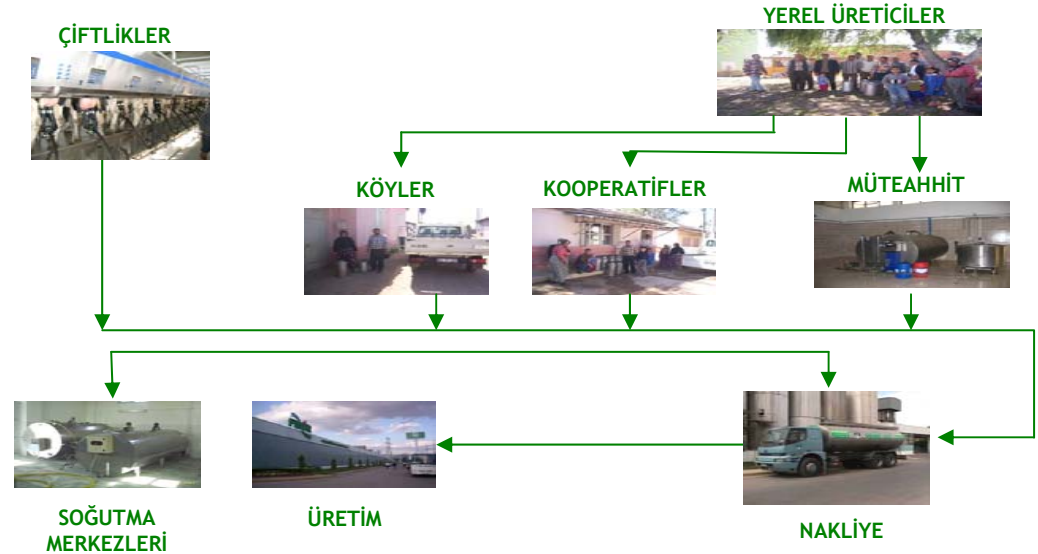 YEREL ÜRETİCİLER
ÇİFTLİKLER
KÖYLER
KOOPERATİFLER
MÜTEAHHİT
SOĞUTMA
MERKEZLERİ
ÜRETİM
NAKLİYE